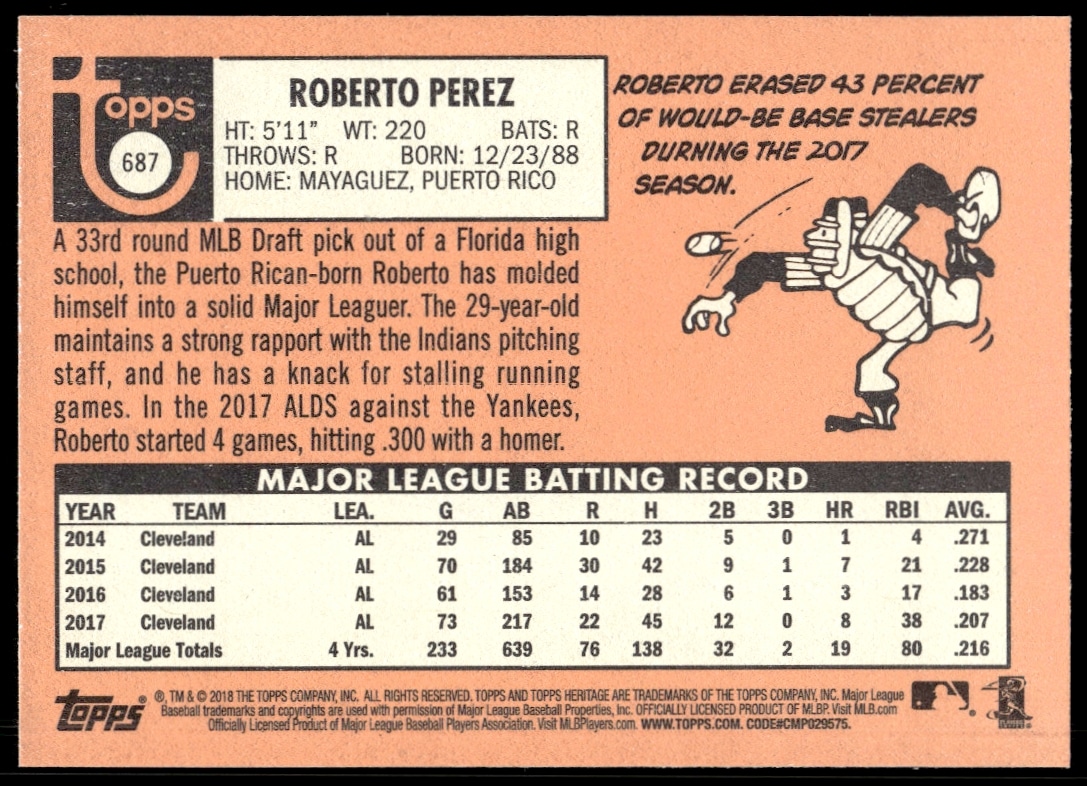 Topps
687
ROBERTO PEREZ
HT: 5'11" WT: 220 BATS: R
THROWS: R BORN: 12/23/88
HOME: MAYAGUEZ, PUERTO RICO
ROBERTO ERASED 43 PERCENT
OF WOULD-BE BASE STEALERS
DURNING THE 2017
SEASON.
A 33rd round MLB Draft pick out of a Florida high
school, the Puerto Rican-born Roberto has molded
himself into a solid Major Leaguer. The 29-year-old
maintains a strong rapport with the Indians pitching
staff, and he has a knack for stalling running
games. In the 2017 ALDS against the Yankees,
Roberto started 4 games, hitting .300 with a homer.
MAJOR LEAGUE BATTING RECORD
YEAR TEAM LEA. G AB R H 2B 3B HR RBI AVG.
2014 Cleveland AL 29 85 10 23 5 0 1 4 .271
2015 Cleveland AL 70 184 30 42 9 1 7 21 .228
2016 Cleveland AL 61 153 14 28 6 1 3 17 .183
2017 Cleveland AL 73 217 22 45 12 0 8 38 .207
Major League Totals 4 Yrs. 233 639 76 138 32 2 19 80 .216
Topps®
®, TM & © 2018 THE TOPPS COMPANY, INC. ALL RIGHTS RESERVED. TOPPS AND TOPPS HERITAGE ARE TRADEMARKS OF THE TOPPS COMPANY, INC. Major League
Baseball trademarks and copyrights are used with permission of Major League Baseball Properties, Inc. OFFICIALLY LICENSED PRODUCT OF MLBP. Visit MLB.com
Officially Licensed Product of Major League Baseball Players Association. Visit MLBPlayers.com. WWW.TOPPS.COM. CODE#CMP029575.